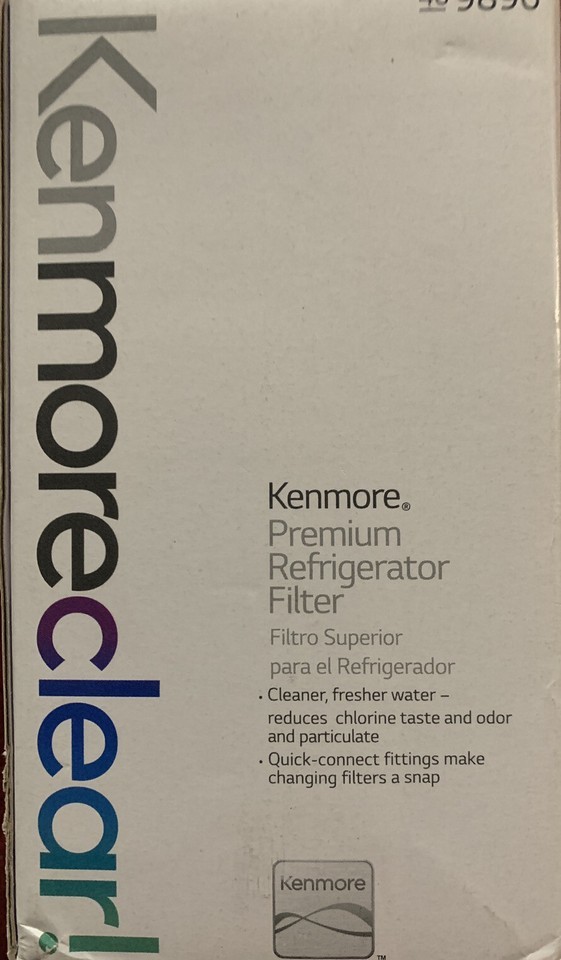 Kenmoreclear!
Kenmore®
Premium
Refrigerator
Filter
Filtro Superior
para el Refrigerador
· Cleaner, fresher water –
reduces chlorine taste and odor
and particulate
· Quick-connect fittings make
changing filters a snap
Kenmore
TM